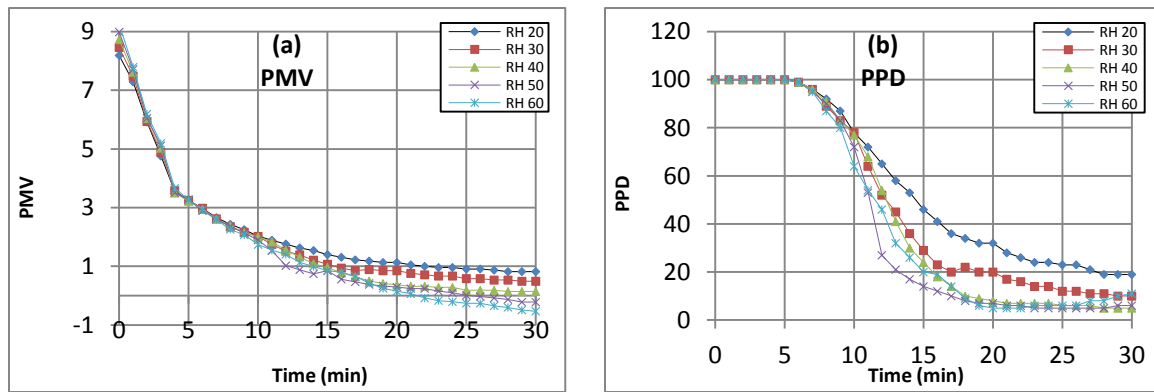 (a)
PMV
PMV
9
7
5
3
1
-1
0 5 10 15 20 25 30
Time (min)
RH 20
RH 30
RH 40
RH 50
RH 60
(b)
PPD
PPD
120
100
80
60
40
20
0
0 5 10 15 20 25 30
Time (min)
RH 20
RH 30
RH 40
RH 50
RH 60